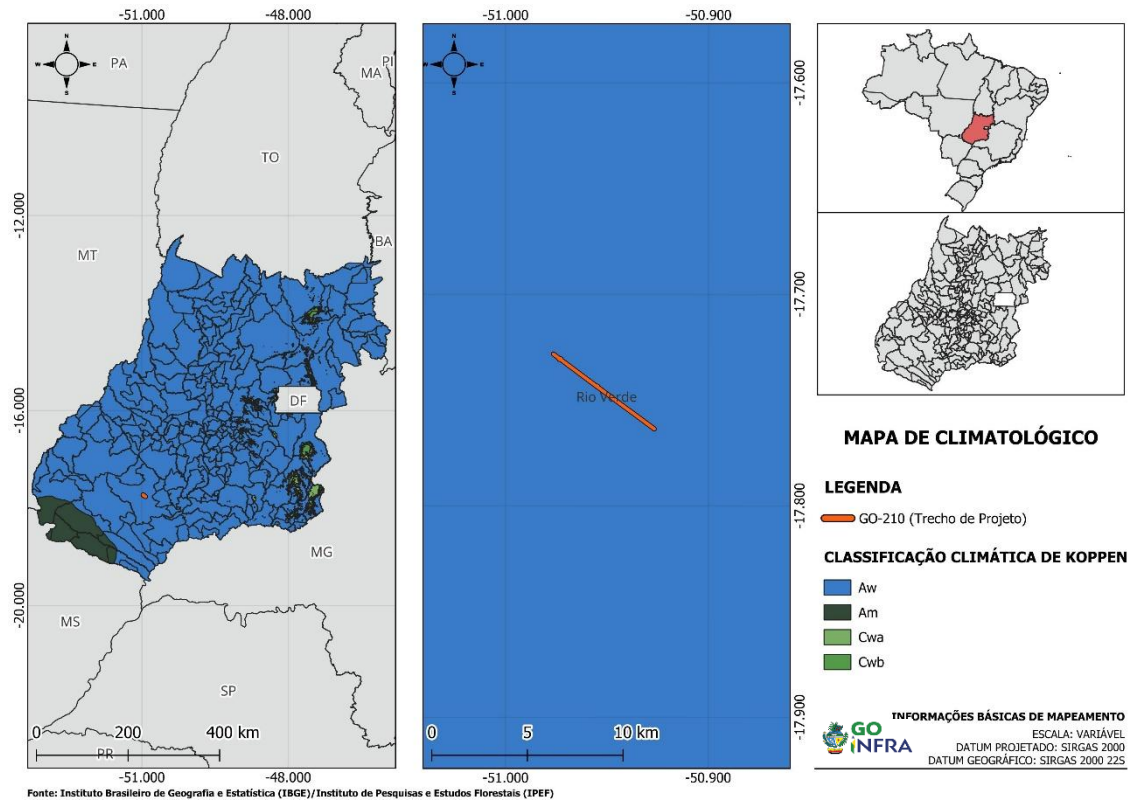 -51.000
-48.000
N
W
E
S
PA
PI
MA
TO
-12.000
MT
BA
DF
-16.000
MG
-20.000
MS
SP
PR
0
200
400 km
-51.000
-48.000
-51.000
-50.900
N
W
E
S
-17.600
-17.700
Rio Verde
-17.800
-17.900
0
5
10 km
-51.000
-50.900
MAPA DE CLIMATOLÓGICO
LEGENDA
GO-210 (Trecho de Projeto)
CLASSIFICAÇÃO CLIMÁTICA DE KOPPEN
Aw
Am
Cwa
Cwb
GO
INFRA
INFORMAÇÕES BÁSICAS DE MAPEAMENTO
ESCALA: VARIÁVEL
DATUM PROJETADO: SIRGAS 2000
DATUM GEOGRÁFICO: SIRGAS 2000 22S
Fonte: Instituto Brasileiro de Geografia e Estatística (IBGE)/Instituto de Pesquisas e Estudos Florestais (IPEF)